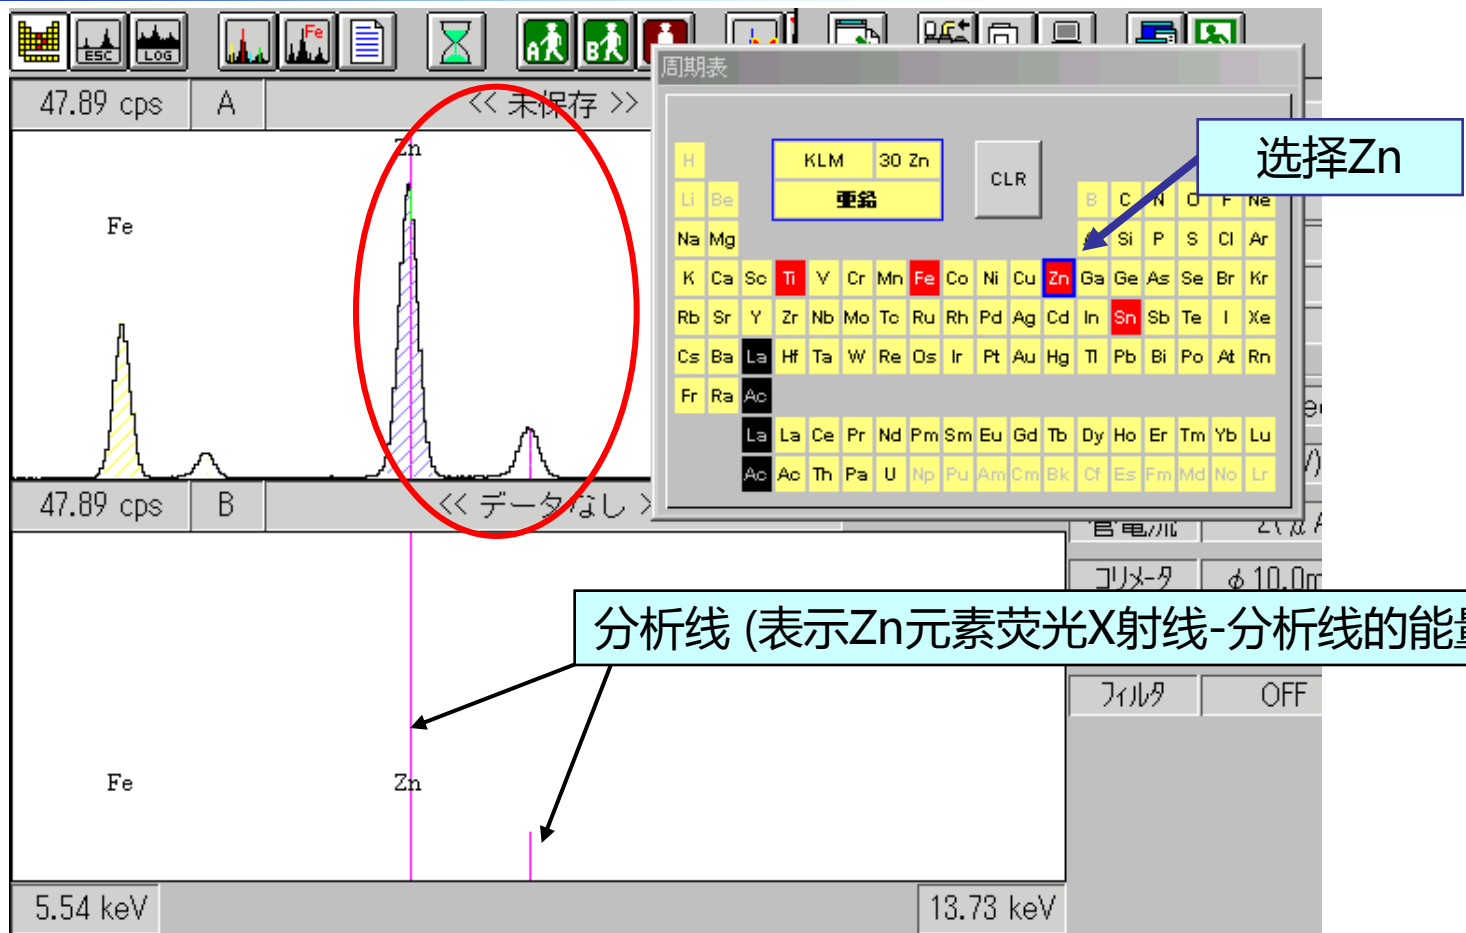 ESC
LOG
Fe
A
B
周期表
47.89 cps
A
<< 未保存 >>
选择Zn
KLM
30 Zn
亜鉛
CLR
H
Li Be B C N O F Ne
Na Mg Si P S Cl Ar
K Ca Sc Ti V Cr Mn Fe Co Ni Cu Zn Ga Ge As Se Br Kr
Rb Sr Y Zr Nb Mo Tc Ru Rh Pd Ag Cd In Sn Sb Te I Xe
Cs Ba La Hf Ta W Re Os Ir Pt Au Hg Tl Pb Bi Po At Rn
Fr Ra Ac
La La Ce Pr Nd Pm Sm Eu Gd Tb Dy Ho Er Tm Yb Lu
Ac Ac Th Pa U Np Pu Am Cm Bk Cf Es Fm Md No Lr
Zn
Fe
47.89 cps
B
<< データなし
管電流
コリメータ
φ10.0m
分析线 (表示Zn元素荧光X射线-分析线的能量
フィルタ
OFF
Fe
Zn
5.54 keV
13.73 keV